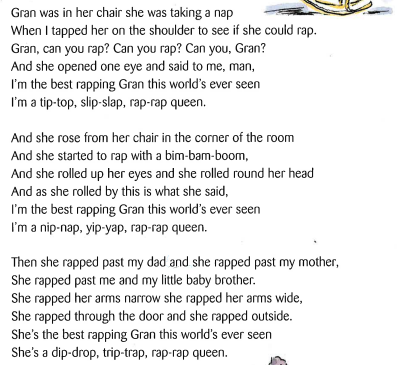 Gran was in her chair she was taking a nap
When I tapped her on the shoulder to see if she could rap.
Gran, can you rap? Can you rap? Can you, Gran?
And she opened one eye and said to me, man,
I'm the best rapping Gran this world's ever seen
I'm a tip-top, slip-slap, rap-rap queen.

And she rose from her chair in the corner of the room
And she started to rap with a bim-bam-boom,
And she rolled up her eyes and she rolled round her head
And as she rolled by this is what she said,
I'm the best rapping Gran this world's ever seen
I'm a nip-nap, yip-yap, rap-rap queen.

Then she rapped past my dad and she rapped past my mother,
She rapped past me and my little baby brother.
She rapped her arms narrow she rapped her arms wide,
She rapped through the door and she rapped outside.
She's the best rapping Gran this world's ever seen
She's a dip-drop, trip-trap, rap-rap queen.